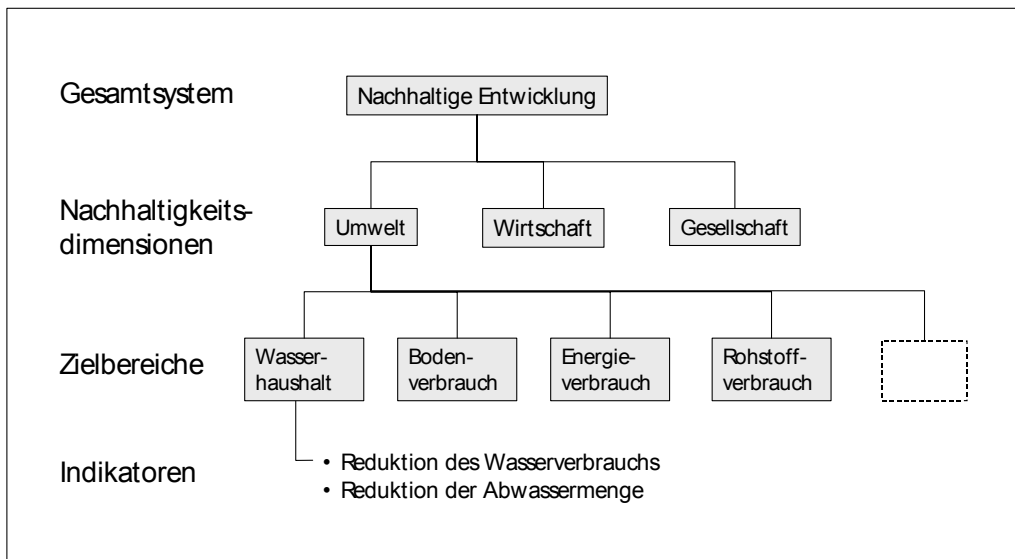 Gesamtsystem
Nachhaltige Entwicklung
Nachhaltigkeits-
dimensionen
Umwelt
Wirtschaft
Gesellschaft
Zielbereiche
Wasser-
haushalt
Boden-
verbrauch
Energie-
verbrauch
Rohstoff-
verbrauch
Indikatoren
• Reduktion des Wasserverbrauchs
• Reduktion der Abwassermenge